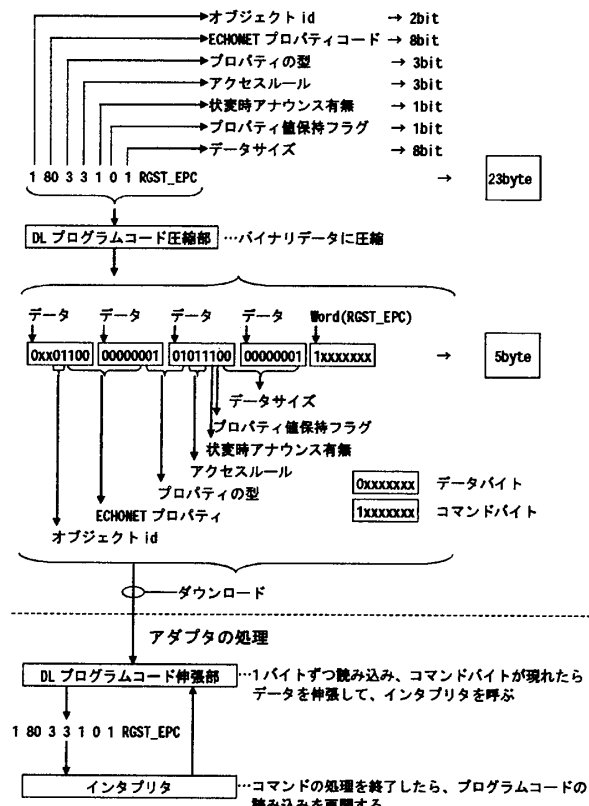 オブジェクト id → 2bit
ECHONET プロパティコード → 8bit
プロパティの型 → 3bit
アクセスルール → 3bit
状変時アナウンス有無 → 1bit
プロパティ値保持フラグ → 1bit
データサイズ → 8bit
1 80 3 3 1 0 1 RGST_EPC → 23byte
DL プログラムコード圧縮部 …バイナリデータに圧縮
データ データ データ データ Word(RGST_EPC)
0xx01100 00000001 01011100 00000001 1xxxxxxx → 5byte
データサイズ
プロパティ値保持フラグ
状変時アナウンス有無
アクセスルール
プロパティの型
ECHONET プロパティ
オブジェクト id
0xxxxxxx データバイト
1xxxxxxx コマンドバイト
ダウンロード
アダプタの処理
DL プログラムコード伸張部 …1バイトずつ読み込み、コマンドバイトが現れたら
データを伸張して、インタプリタを呼ぶ
1 80 3 3 1 0 1 RGST_EPC
インタプリタ …コマンドの処理を終了したら、プログラムコードの
読み込みを再開する